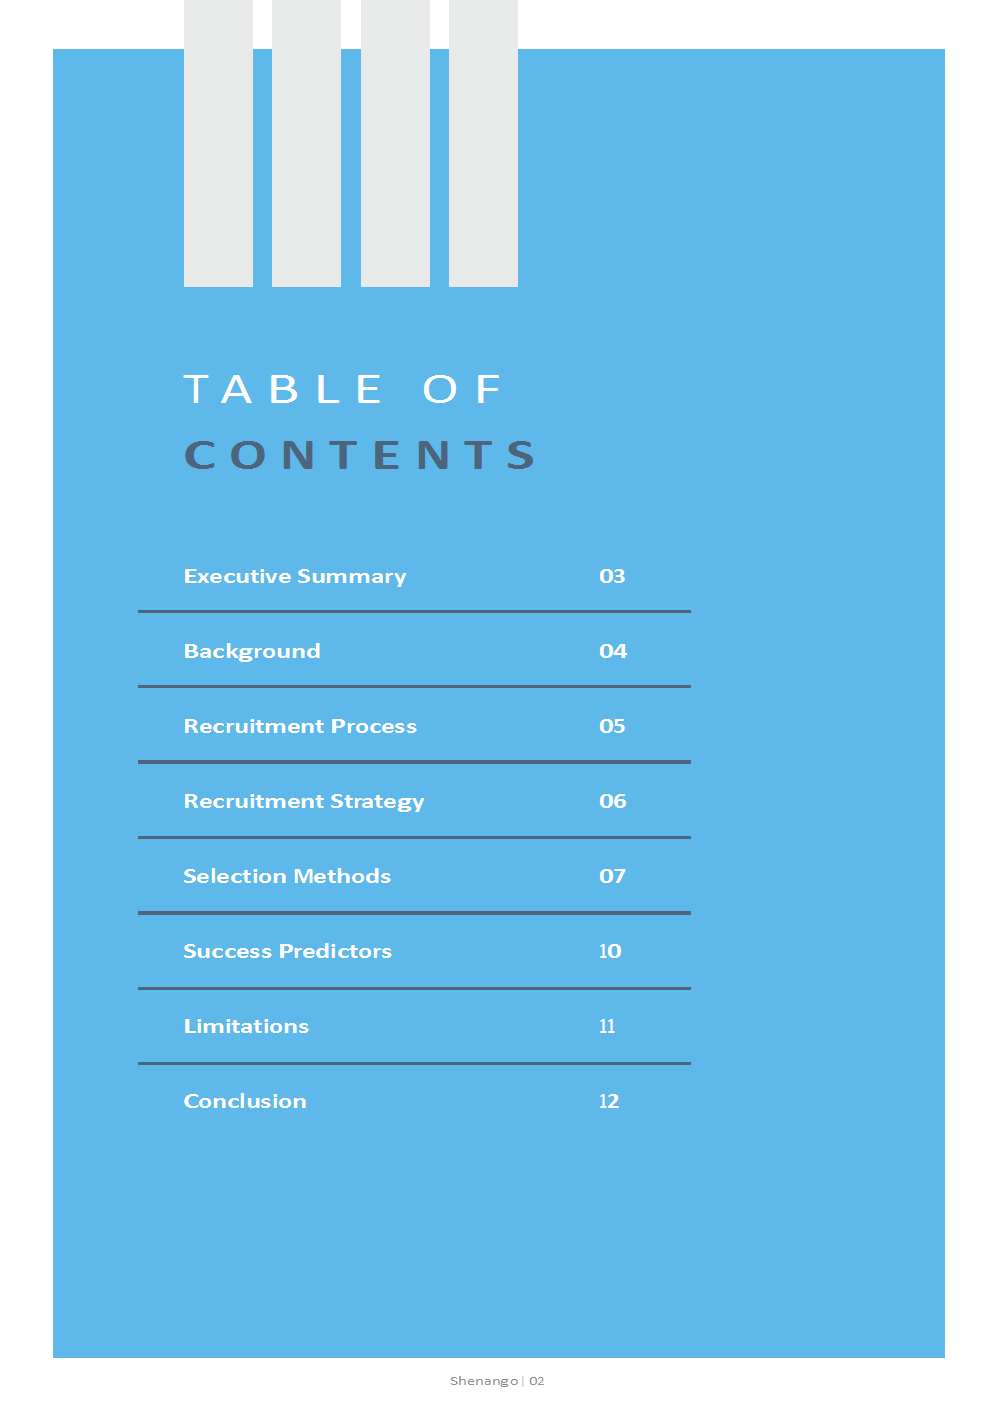 TABLE OF
CONTENTS
Executive Summary 03
Background 04
Recruitment Process 05
Recruitment Strategy 06
Selection Methods 07
Success Predictors 10
Limitations 11
Conclusion 12
Shenango | 02